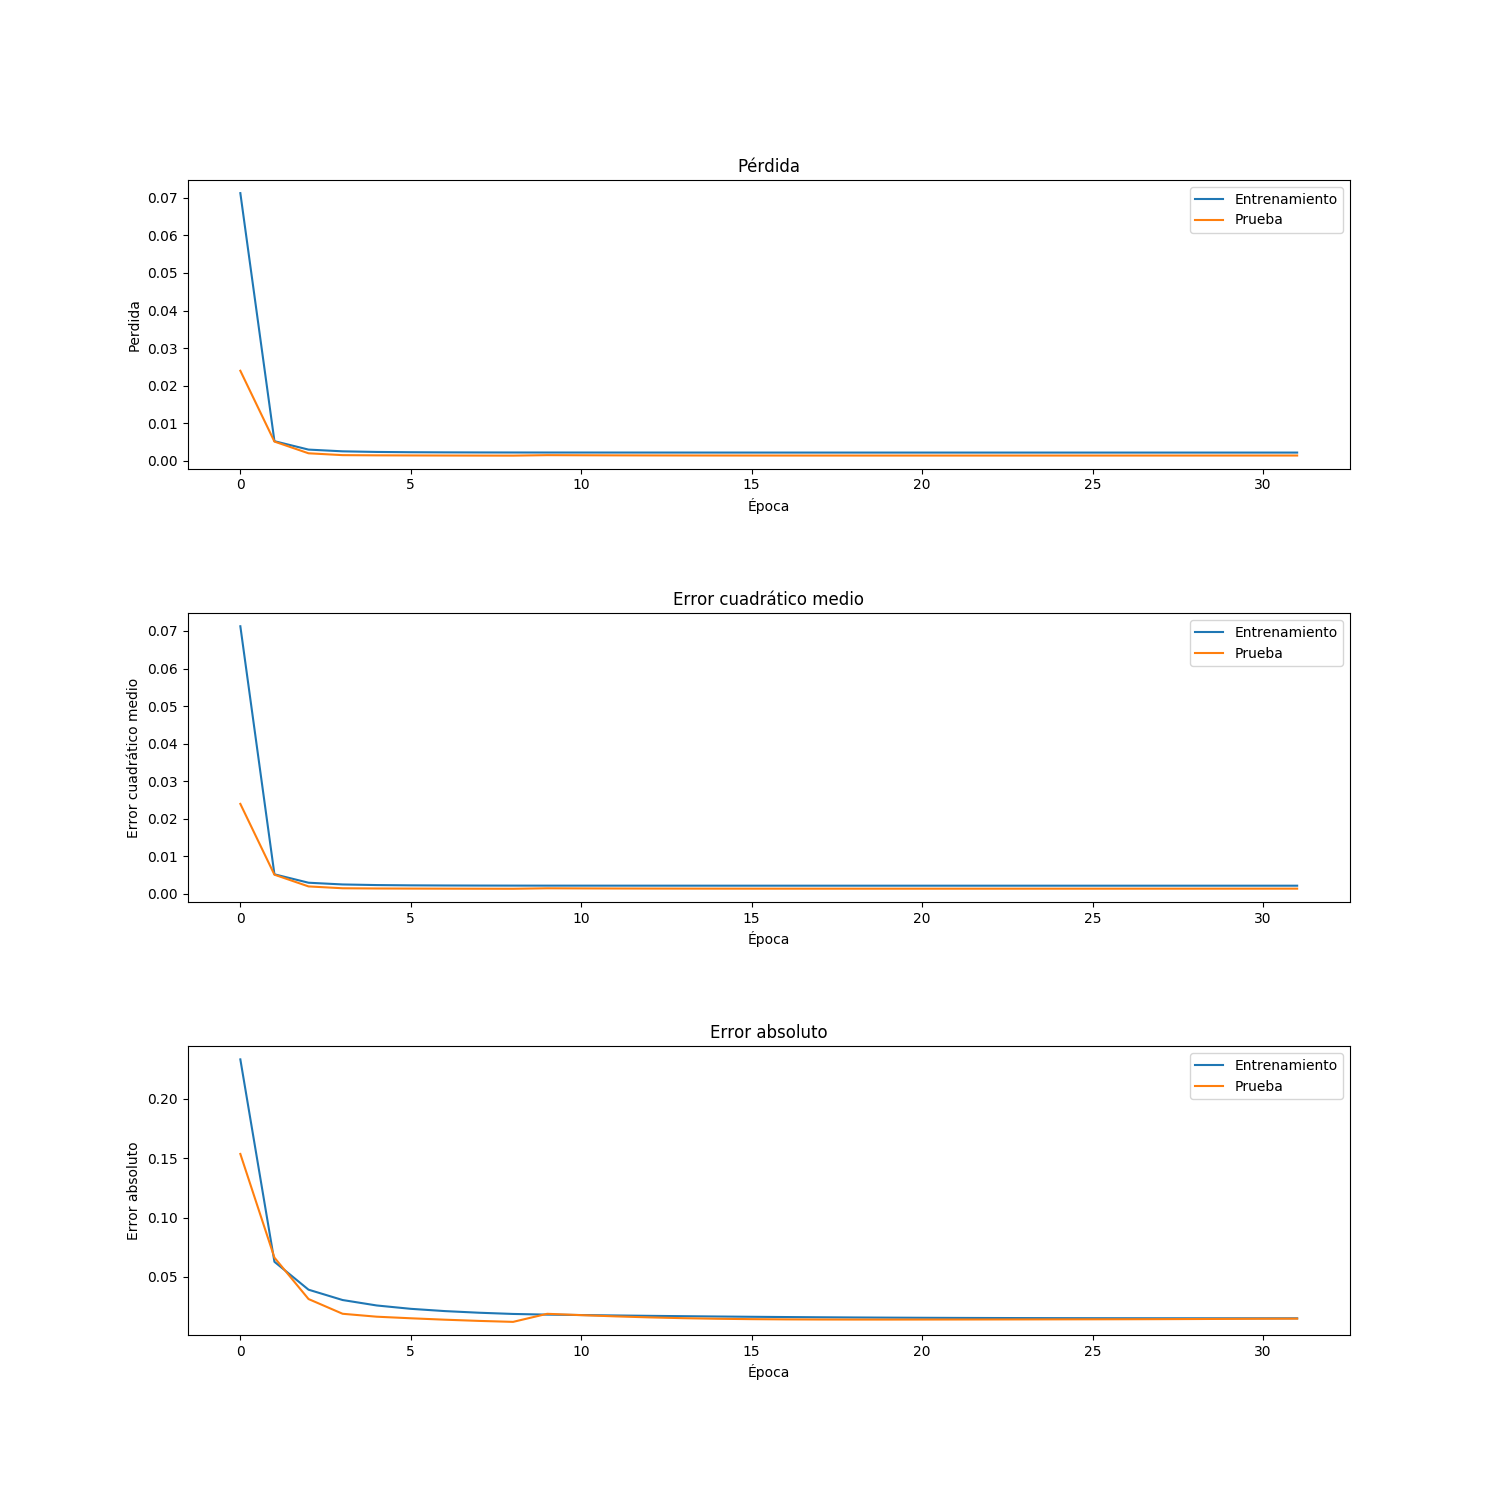 Pérdida
0.07
0.06
0.05
0.04
0.03
0.02
0.01
0.00
Perdida
Entrenamiento
Prueba
0 5 10 15 20 25 30
Época
Error cuadrático medio
0.07
0.06
0.05
0.04
0.03
0.02
0.01
0.00
Error cuadrático medio
Entrenamiento
Prueba
0 5 10 15 20 25 30
Época
Error absoluto
0.20
0.15
0.10
0.05
Error absoluto
Entrenamiento
Prueba
0 5 10 15 20 25 30
Época